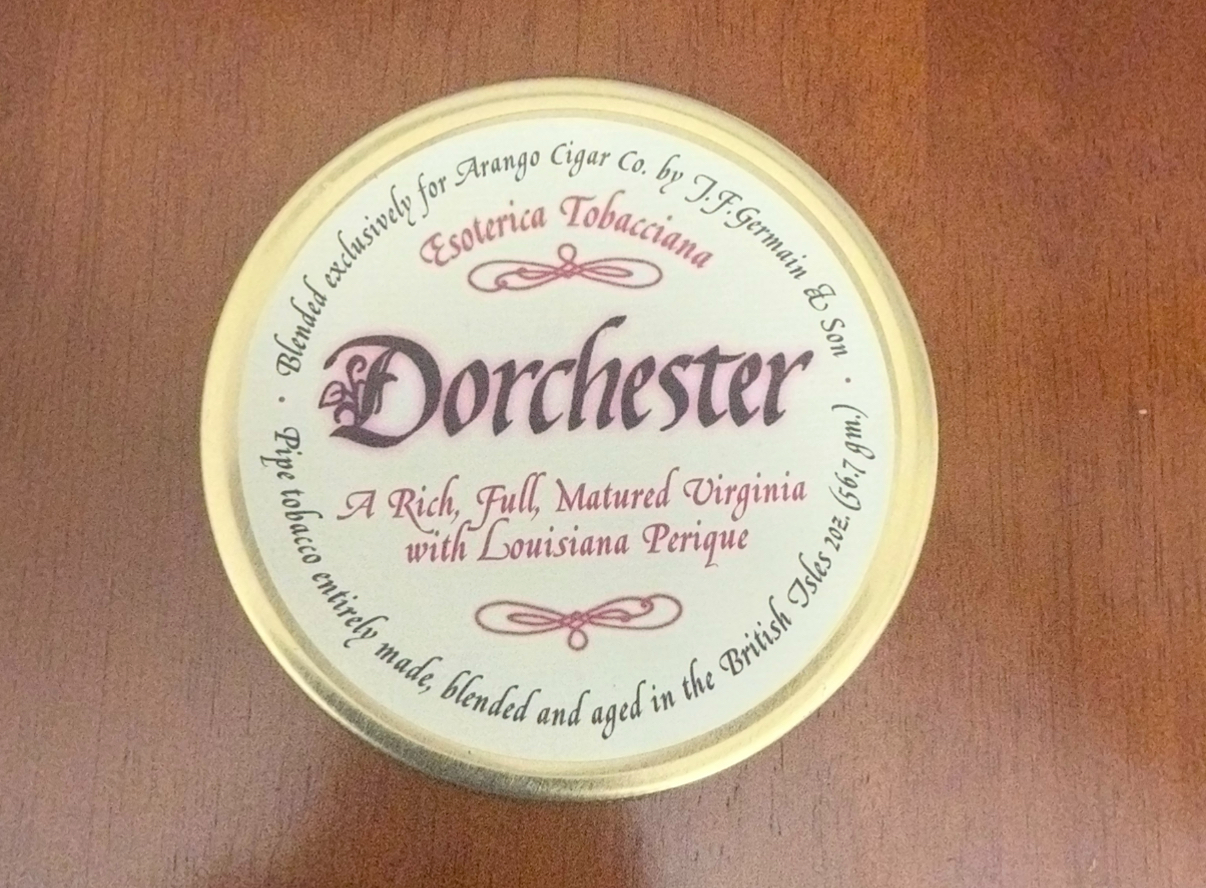 Blended exclusively for Arango Cigar Co. by J.F. Germain & Son
Esoterica Tobacciana
Dorchester
A Rich, Full, Matured Virginia
with Louisiana Perique
Pipe tobacco entirely made, blended and aged in the British Isles 2oz. (56.7 gm.)